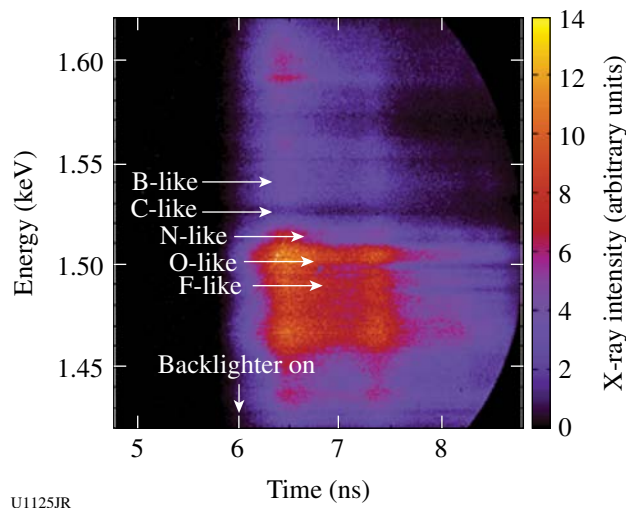 1.60
1.55
1.50
1.45
Energy (keV)
B-like
C-like
N-like
O-like
F-like
Backlighter on
5 6 7 8
Time (ns)
14
12
10
8
6
4
2
0
X-ray intensity (arbitrary units)
U1125JR